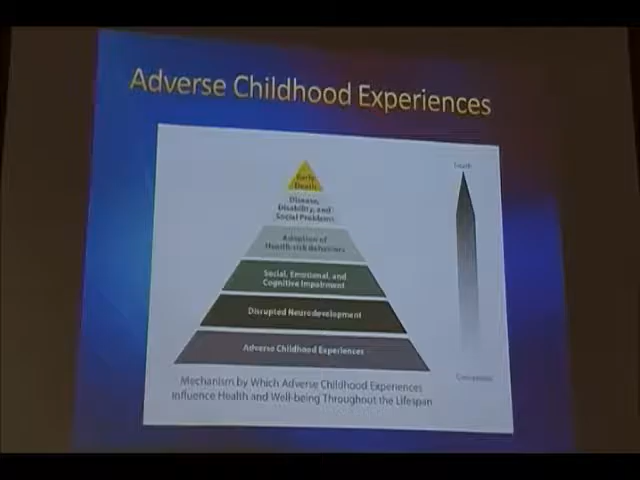 Adverse Childhood Experiences
Early
Death
Death
Disease,
Disability, and
Social Problems
Adoption of
Health-risk Behaviors
Social, Emotional, and
Cognitive Impairment
Disrupted Neurodevelopment
Adverse Childhood Experiences
Conception
Mechanism by Which Adverse Childhood Experiences
Influence Health and Well-being Throughout the Lifespan